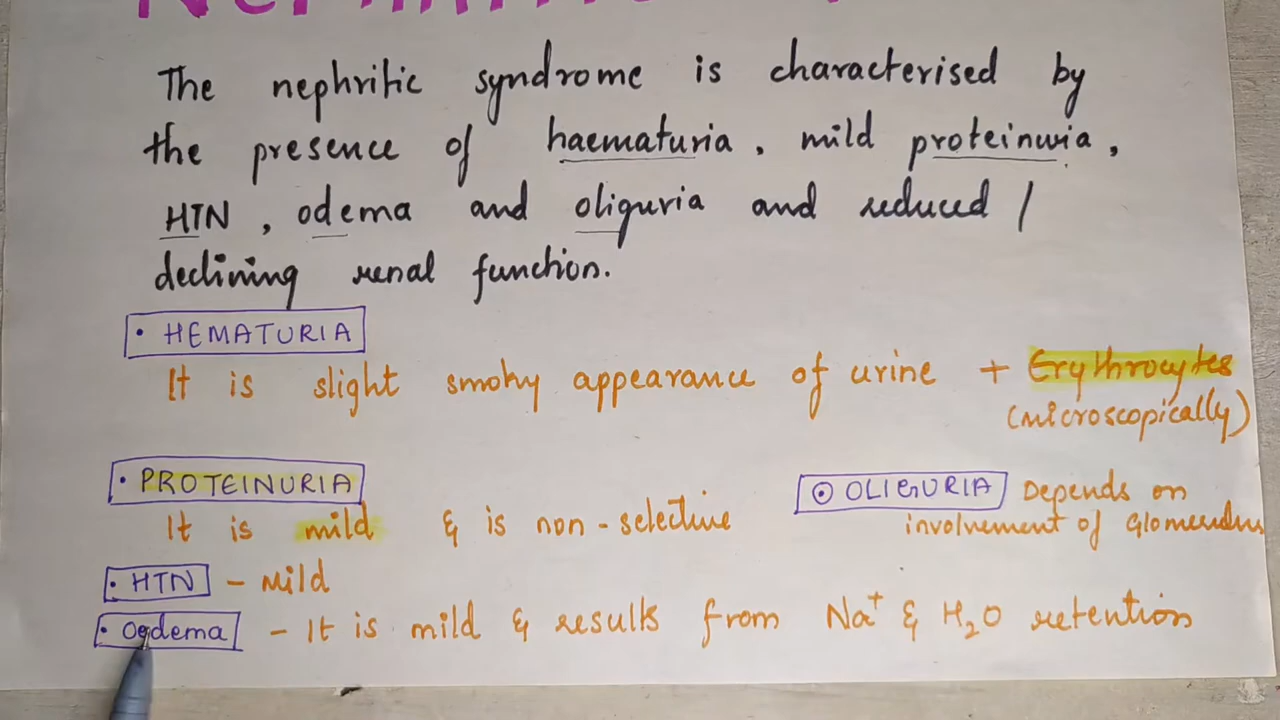 The nephritic syndrome is characterised by
the presence of haematuria, mild proteinuria,
HTN, odema and oliguria and reduced /
declining renal function.
• HEMATURIA
It is slight smoky appearance of urine + Erythrocytes
(microscopically)
• PROTEINURIA
It is mild & is non-selective
⊙ OLIGURIA Depends on
involvement of Glomerulus
• HTN - Mild
• Oedema - It is mild & results from Na⁺ & H₂O retention